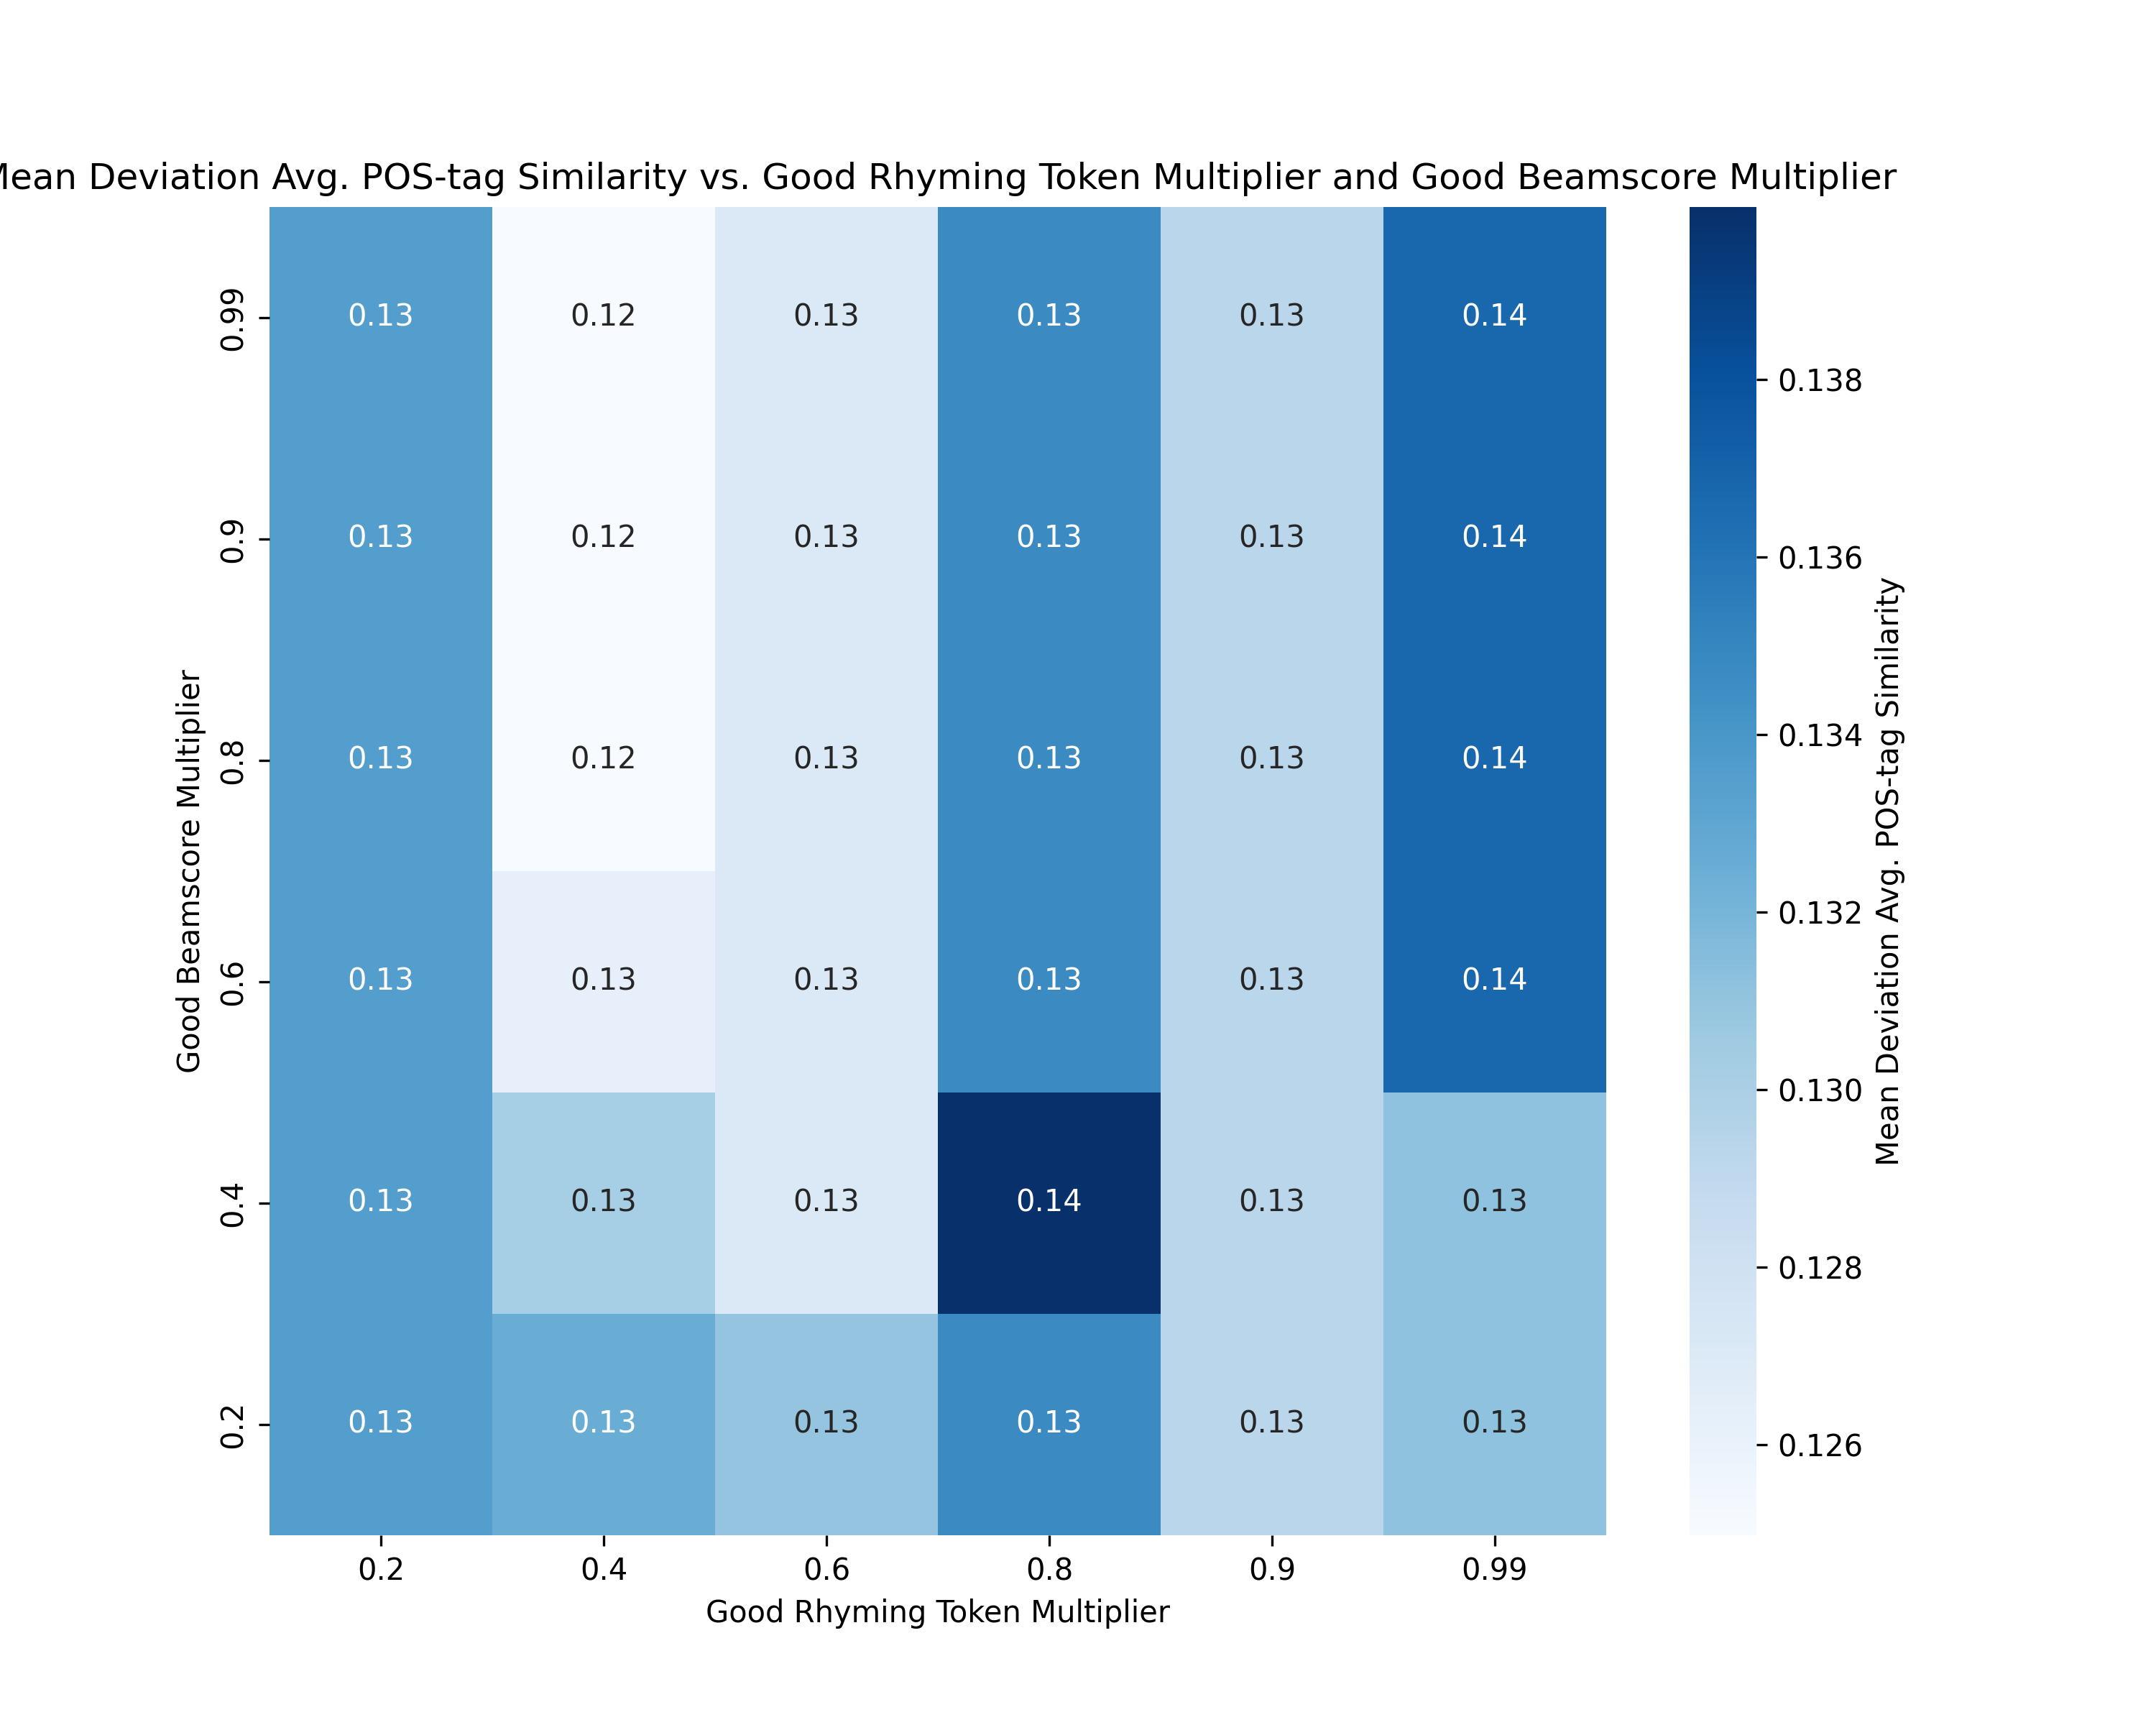 Mean Deviation Avg. POS-tag Similarity vs. Good Rhyming Token Multiplier and Good Beamscore Multiplier
0.99 0.13 0.12 0.13 0.13 0.13 0.14
0.9 0.13 0.12 0.13 0.13 0.13 0.14
0.8 0.13 0.12 0.13 0.13 0.13 0.14
0.6 0.13 0.13 0.13 0.13 0.13 0.14
0.4 0.13 0.13 0.13 0.14 0.13 0.13
0.2 0.13 0.13 0.13 0.13 0.13 0.13
Good Beamscore Multiplier
0.2 0.4 0.6 0.8 0.9 0.99
Good Rhyming Token Multiplier
0.138
0.136
0.134
0.132
0.130
0.128
0.126
Mean Deviation Avg. POS-tag Similarity